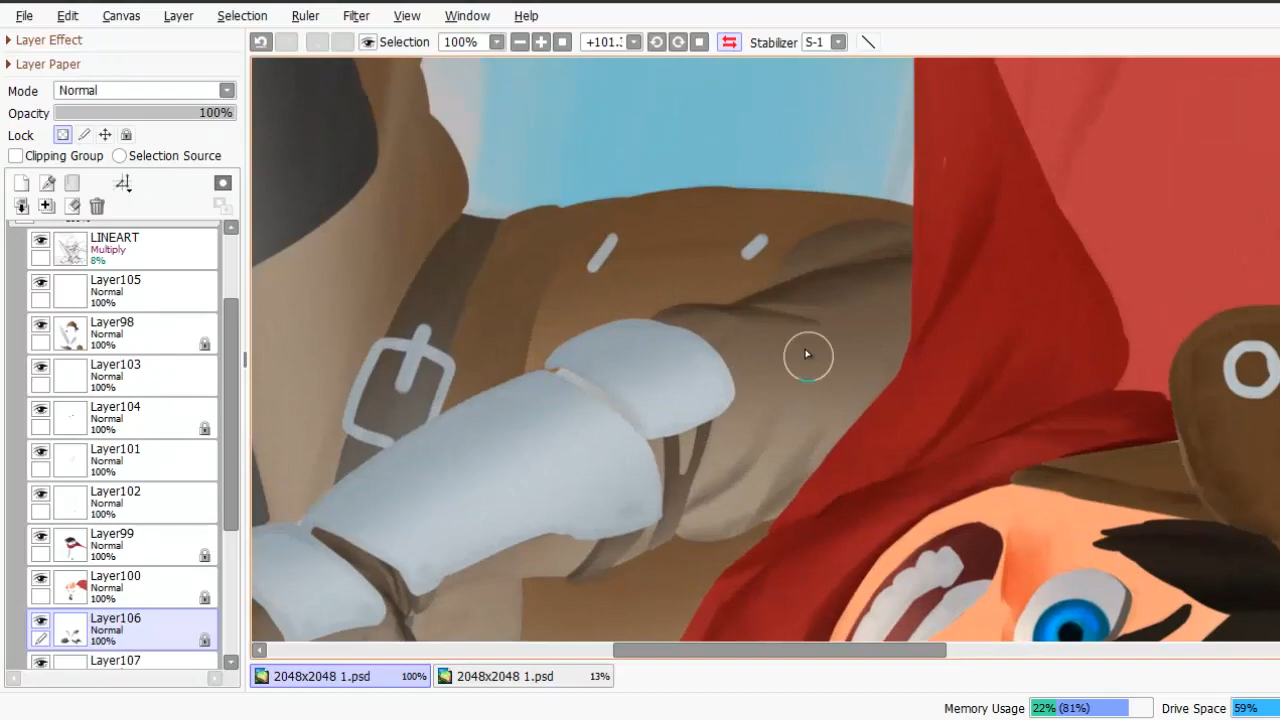 File Edit Canvas Layer Selection Ruler Filter View Window Help
Layer Effect
Layer Paper
Selection 100% +101.: Stabilizer S-1
Mode Normal
Opacity 100%
Lock
Clipping Group Selection Source
LINEART
Multiply
8%
Layer105
Normal
100%
Layer98
Normal
100%
Layer103
Normal
100%
Layer104
Normal
100%
Layer101
Normal
100%
Layer102
Normal
100%
Layer99
Normal
100%
Layer100
Normal
100%
Layer106
Normal
100%
Layer107
2048x2048 1.psd 100% 2048x2048 1.psd 13%
Memory Usage 22% (81%) Drive Space 59%